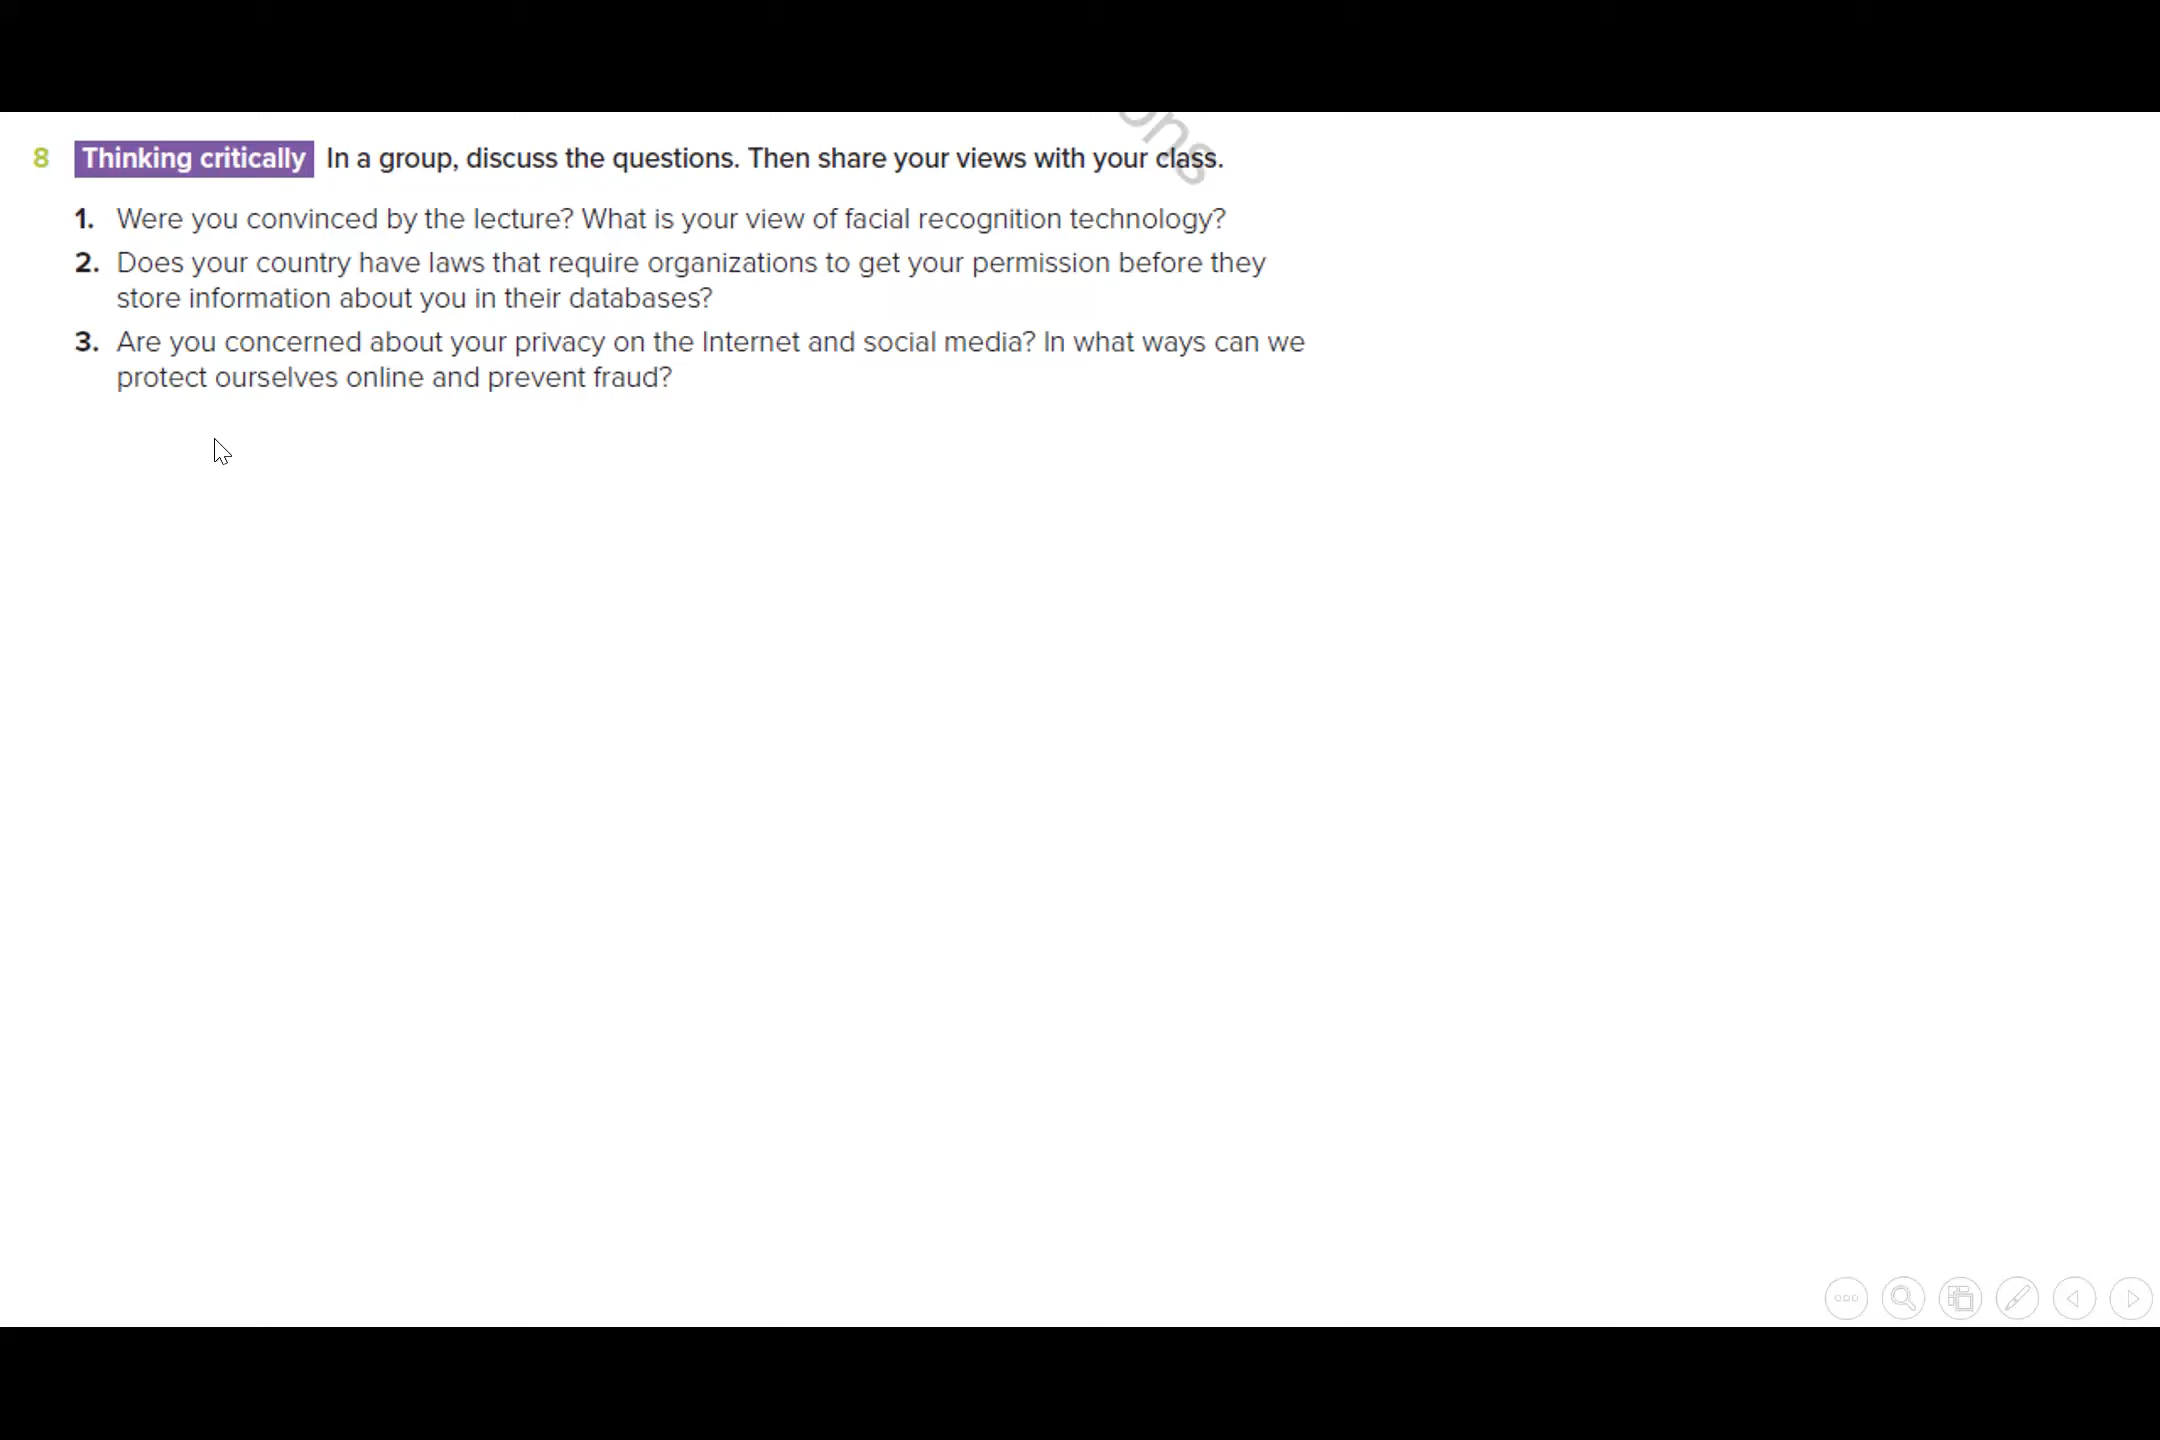 8 Thinking critically In a group, discuss the questions. Then share your views with your class.
1. Were you convinced by the lecture? What is your view of facial recognition technology?
2. Does your country have laws that require organizations to get your permission before they
store information about you in their databases?
3. Are you concerned about your privacy on the Internet and social media? In what ways can we
protect ourselves online and prevent fraud?